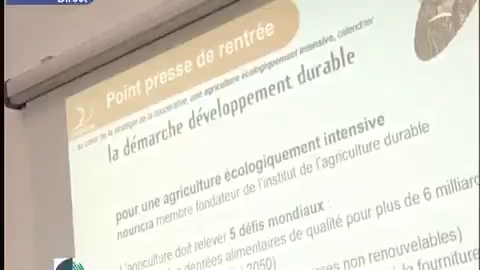 Direct
Point presse de rentrée
au cœur de la stratégie de la coopérative, une agriculture écologiquement intensive, calendrier
la démarche développement durable
pour une agriculture écologiquement intensive
nouricia membre fondateur de l'institut de l'agriculture durable
L'agriculture doit relever 5 défis mondiaux :
denrées alimentaires de qualité pour plus de 6 milliard
2050)
non renouvelables)
la fourniture